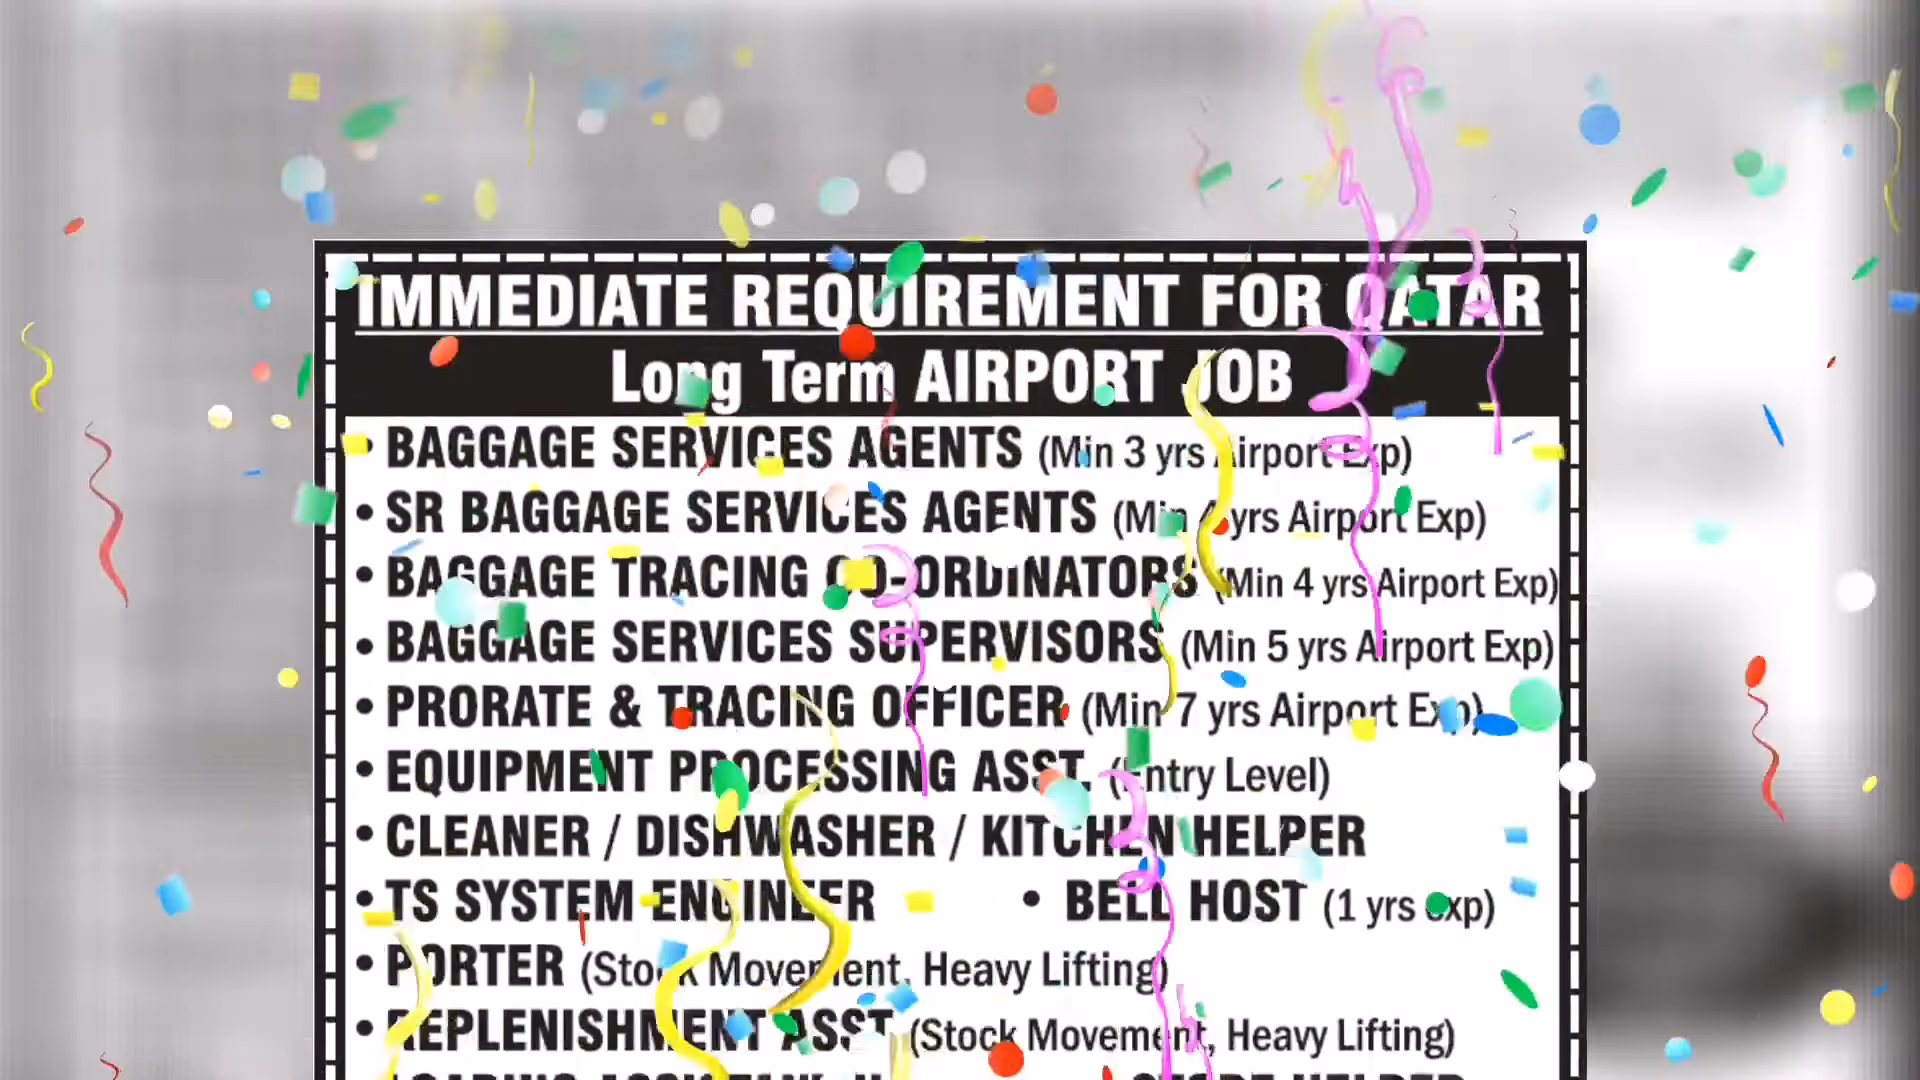 IMMEDIATE REQUIREMENT FOR QATAR
Long Term AIRPORT JOB
• BAGGAGE SERVICES AGENTS (Min 3 yrs Airport Exp)
• SR BAGGAGE SERVICES AGENTS (Min 4 yrs Airport Exp)
• BAGGAGE TRACING CO-ORDINATORS (Min 4 yrs Airport Exp)
• BAGGAGE SERVICES SUPERVISORS (Min 5 yrs Airport Exp)
• PRORATE & TRACING OFFICER (Min 7 yrs Airport Exp)
• EQUIPMENT PROCESSING ASST. (Entry Level)
• CLEANER / DISHWASHER / KITCHEN HELPER
• TS SYSTEM ENGINEER • BELL HOST (1 yrs exp)
• PORTER (Stock Movement, Heavy Lifting)
• REPLENISHMENT ASST (Stock Movement, Heavy Lifting)